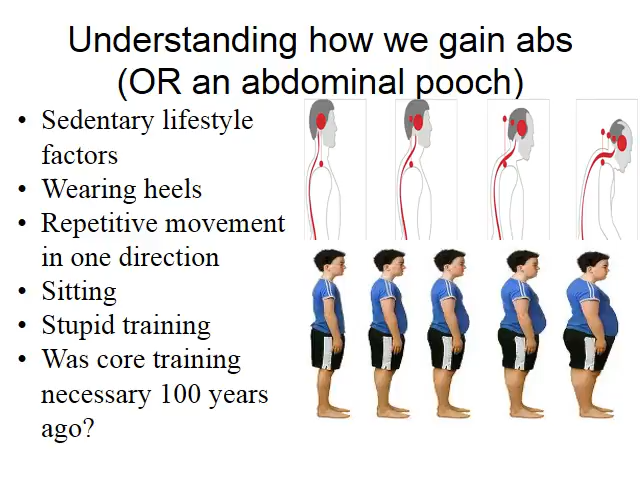 Understanding how we gain abs
(OR an abdominal pooch)
• Sedentary lifestyle
factors
• Wearing heels
• Repetitive movement
in one direction
• Sitting
• Stupid training
• Was core training
necessary 100 years
ago?